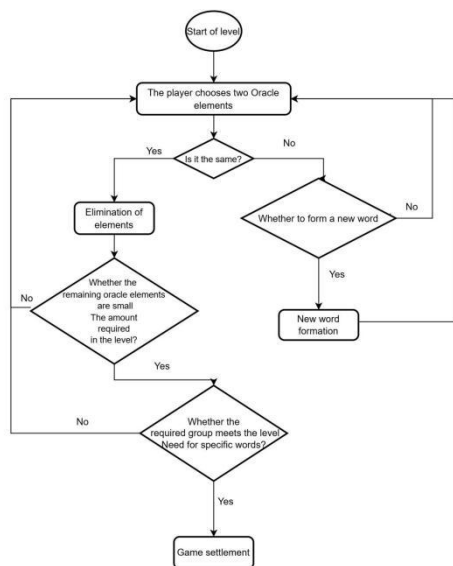 Start of level
The player chooses two Oracle
elements
Yes
Is it the same?
No
Elimination of
elements
Whether to form a new word
No
Whether the
remaining oracle elements
are small
The amount
required
in the level?
No
Yes
New word
formation
Yes
No
Whether the
required group meets the level
Need for specific words?
Yes
Game settlement